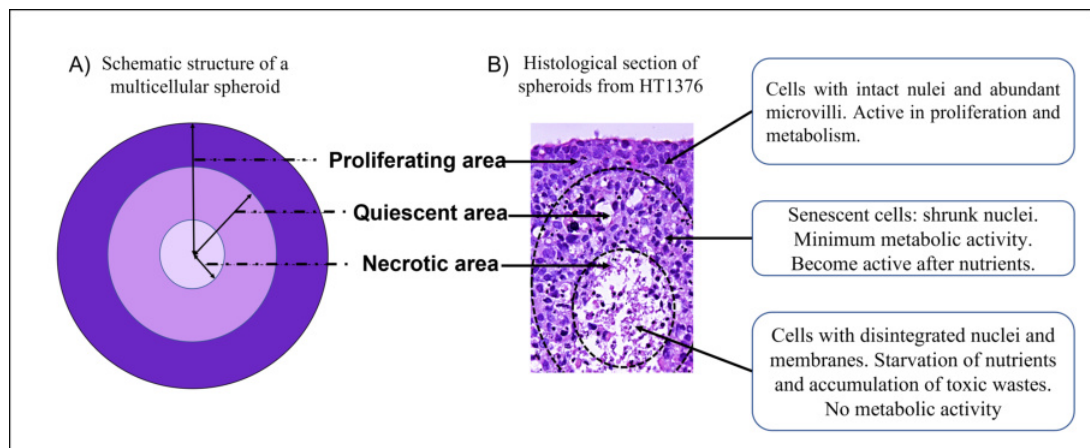 A) Schematic structure of a
multicellular spheroid
B) Histological section of
spheroids from HT1376
Proliferating area
Quiescent area
Necrotic area
Cells with intact nulei and abundant
microvilli. Active in proliferation and
metabolism.
Senescent cells: shrunk nuclei.
Minimum metabolic activity.
Become active after nutrients.
Cells with disintegrated nuclei and
membranes. Starvation of nutrients
and accumulation of toxic wastes.
No metabolic activity